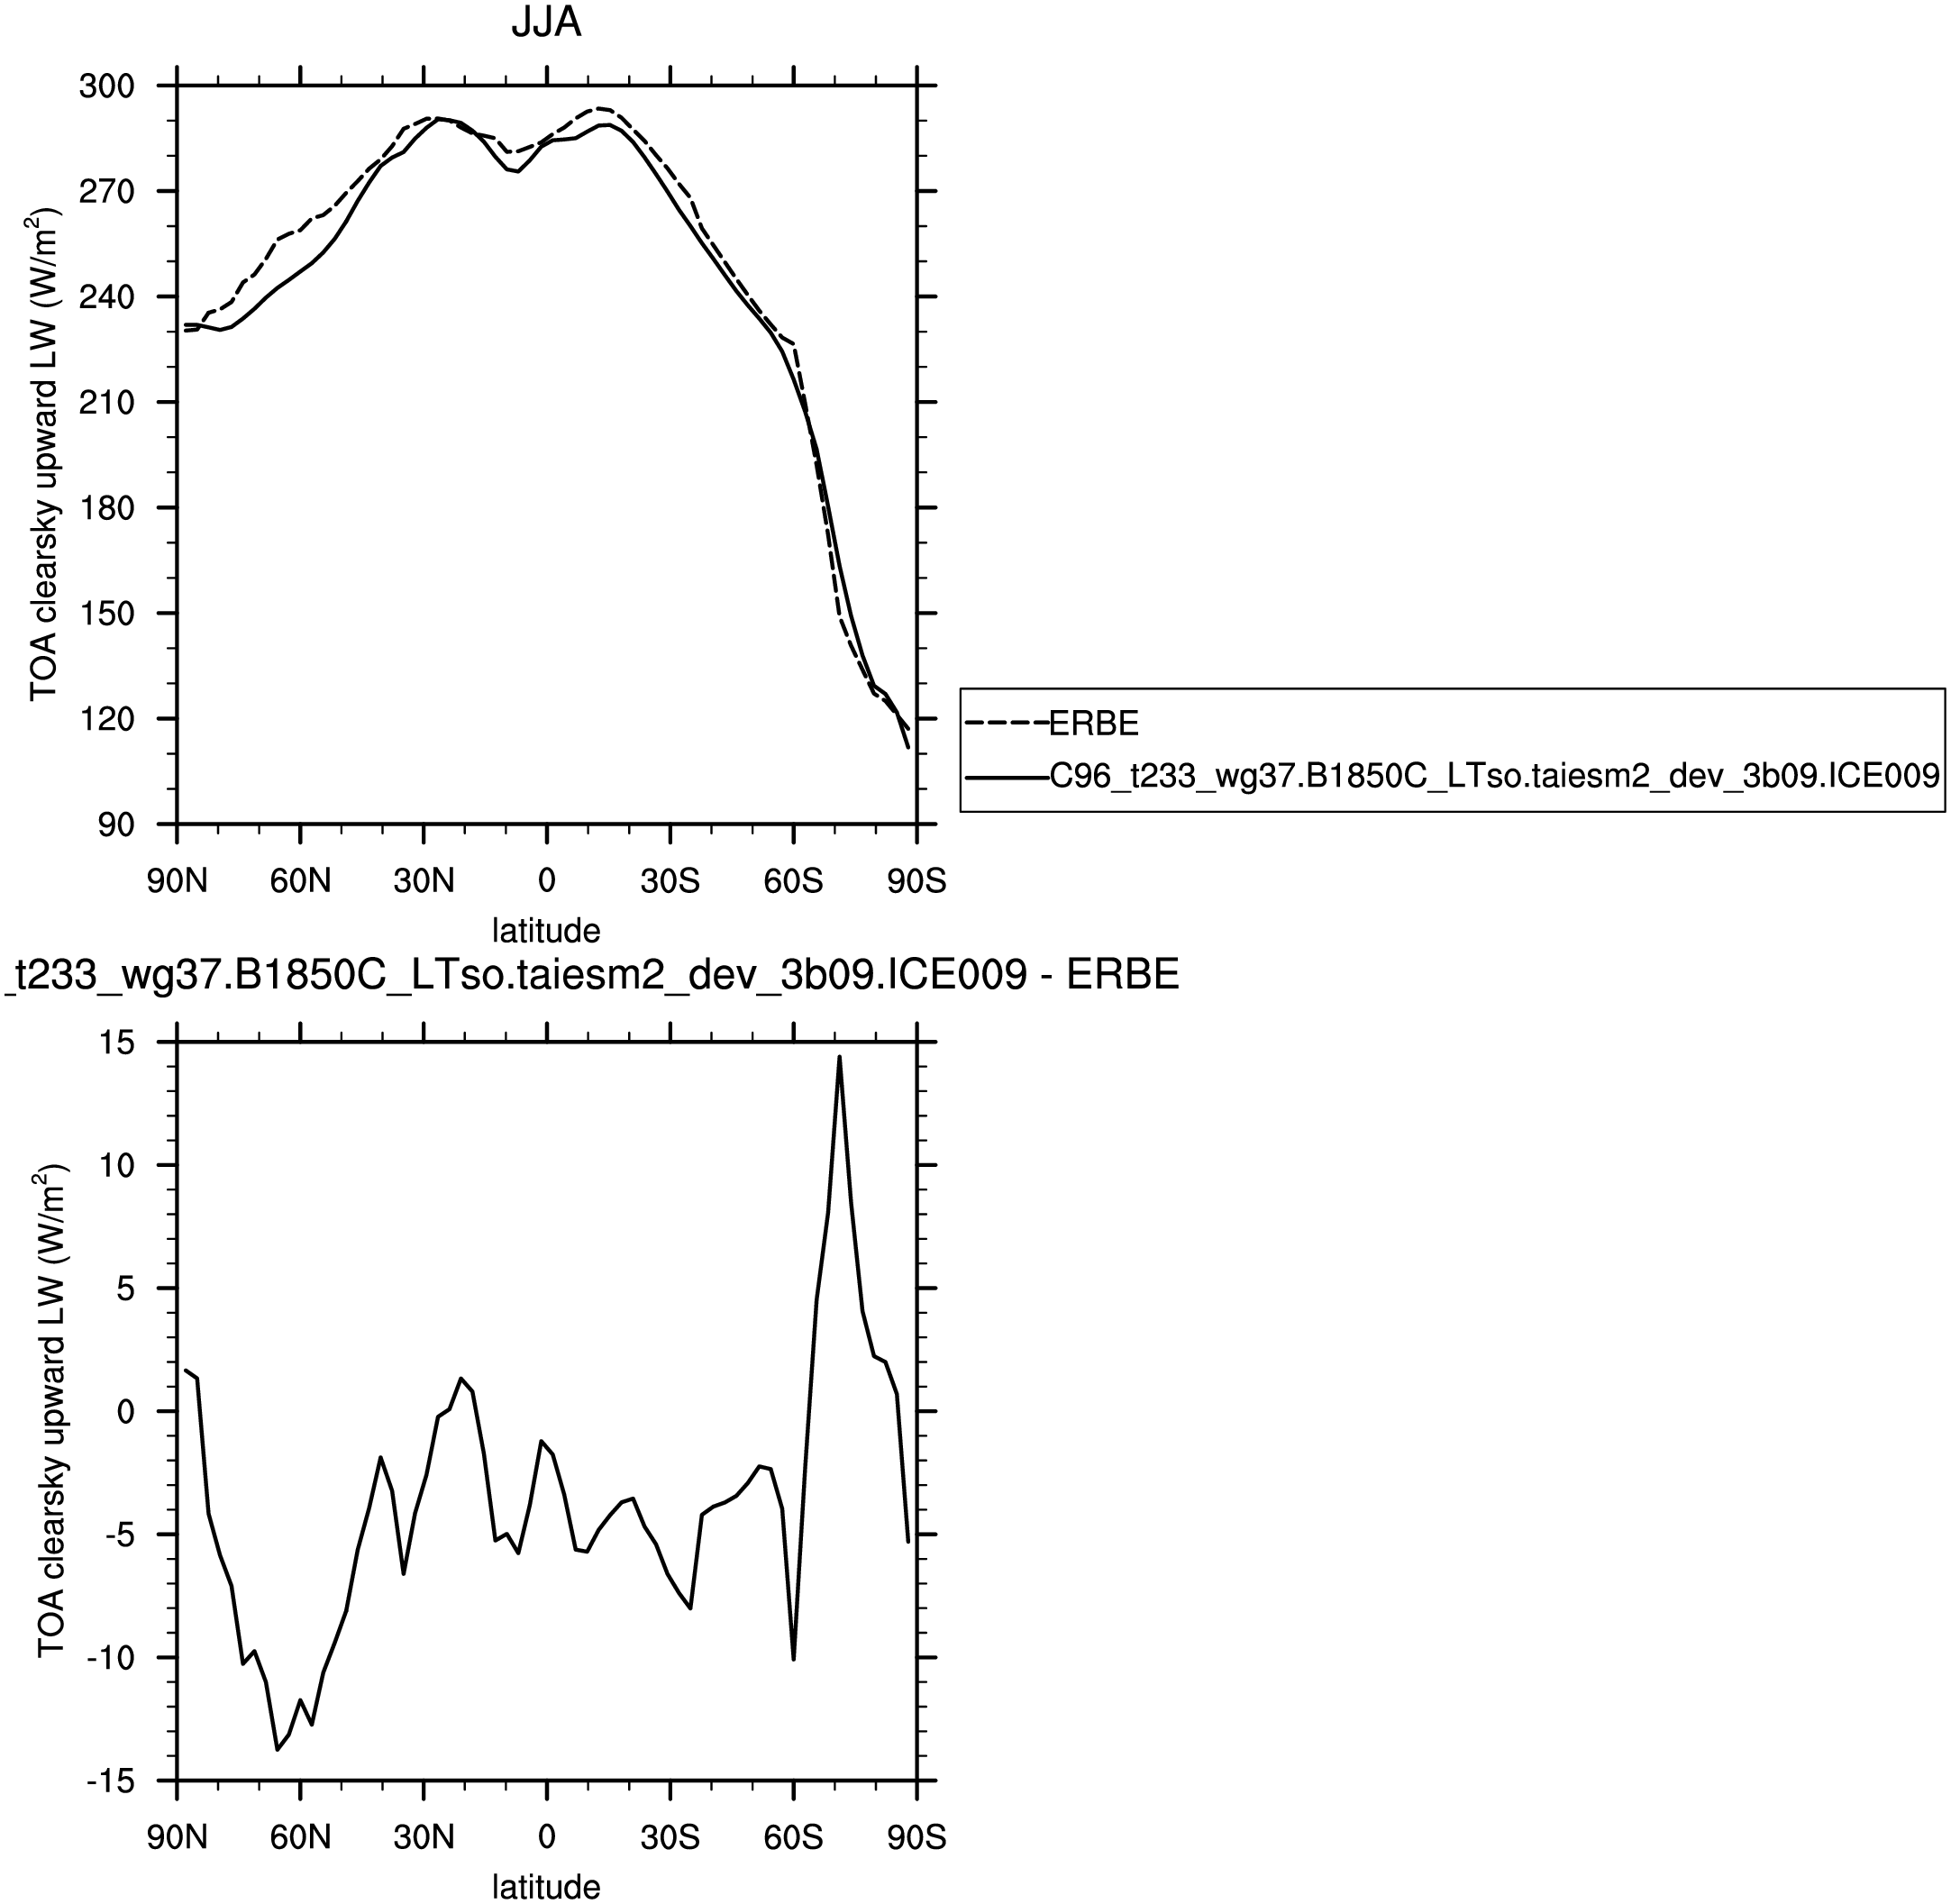 JJA
300
270
240
210
180
150
120
90
TOA clearsky upward LW (W/m²)
90N 60N 30N 0 30S 60S 90S
latitude
ERBE
C96_t233_wg37.B1850C_LTso.taiesm2_dev_3b09.ICE009
_t233_wg37.B1850C_LTso.taiesm2_dev_3b09.ICE009 - ERBE
15
10
5
0
-5
-10
-15
TOA clearsky upward LW (W/m²)
90N 60N 30N 0 30S 60S 90S
latitude